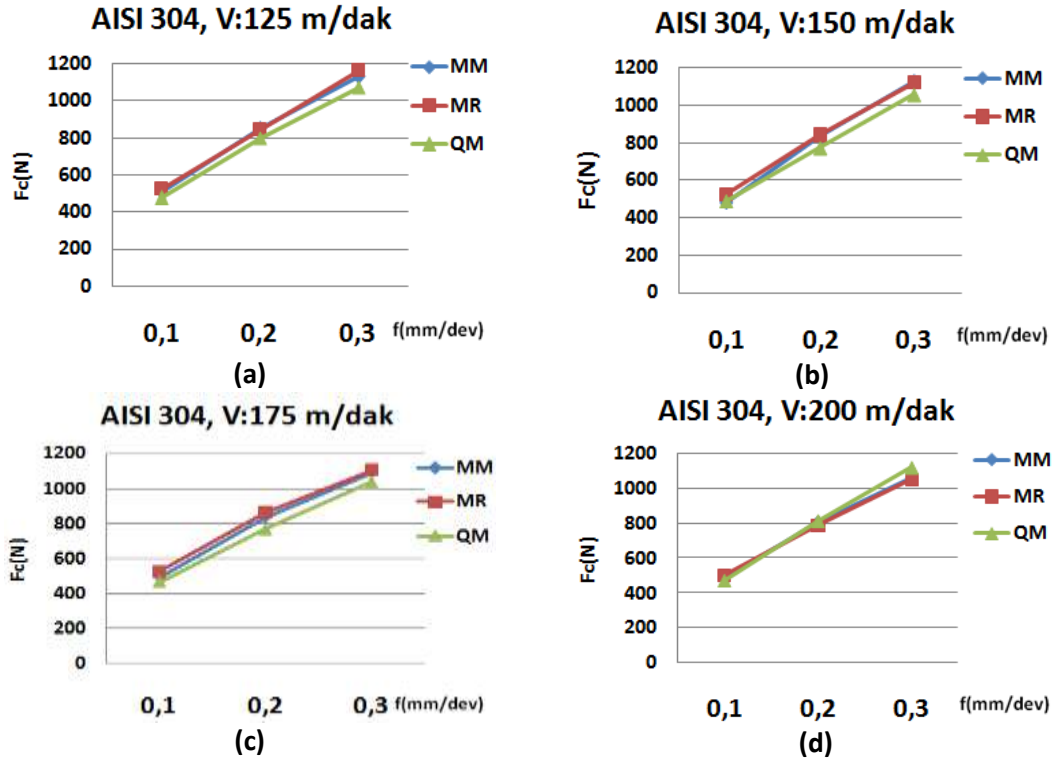 AISI 304, V:125 m/dak
1200
1000
800
600
400
200
0
Fc(N)
0,1 0,2 0,3 f(mm/dev)
MM
MR
QM
(a)
AISI 304, V:150 m/dak
1200
1000
800
600
400
200
0
Fc(N)
0,1 0,2 0,3 f(mm/dev)
MM
MR
QM
(b)
AISI 304, V:175 m/dak
1200
1000
800
600
400
200
0
Fc(N)
0,1 0,2 0,3 f(mm/dev)
MM
MR
QM
(c)
AISI 304, V:200 m/dak
1200
1000
800
600
400
200
0
Fc(N)
0,1 0,2 0,3 f(mm/dev)
MM
MR
QM
(d)